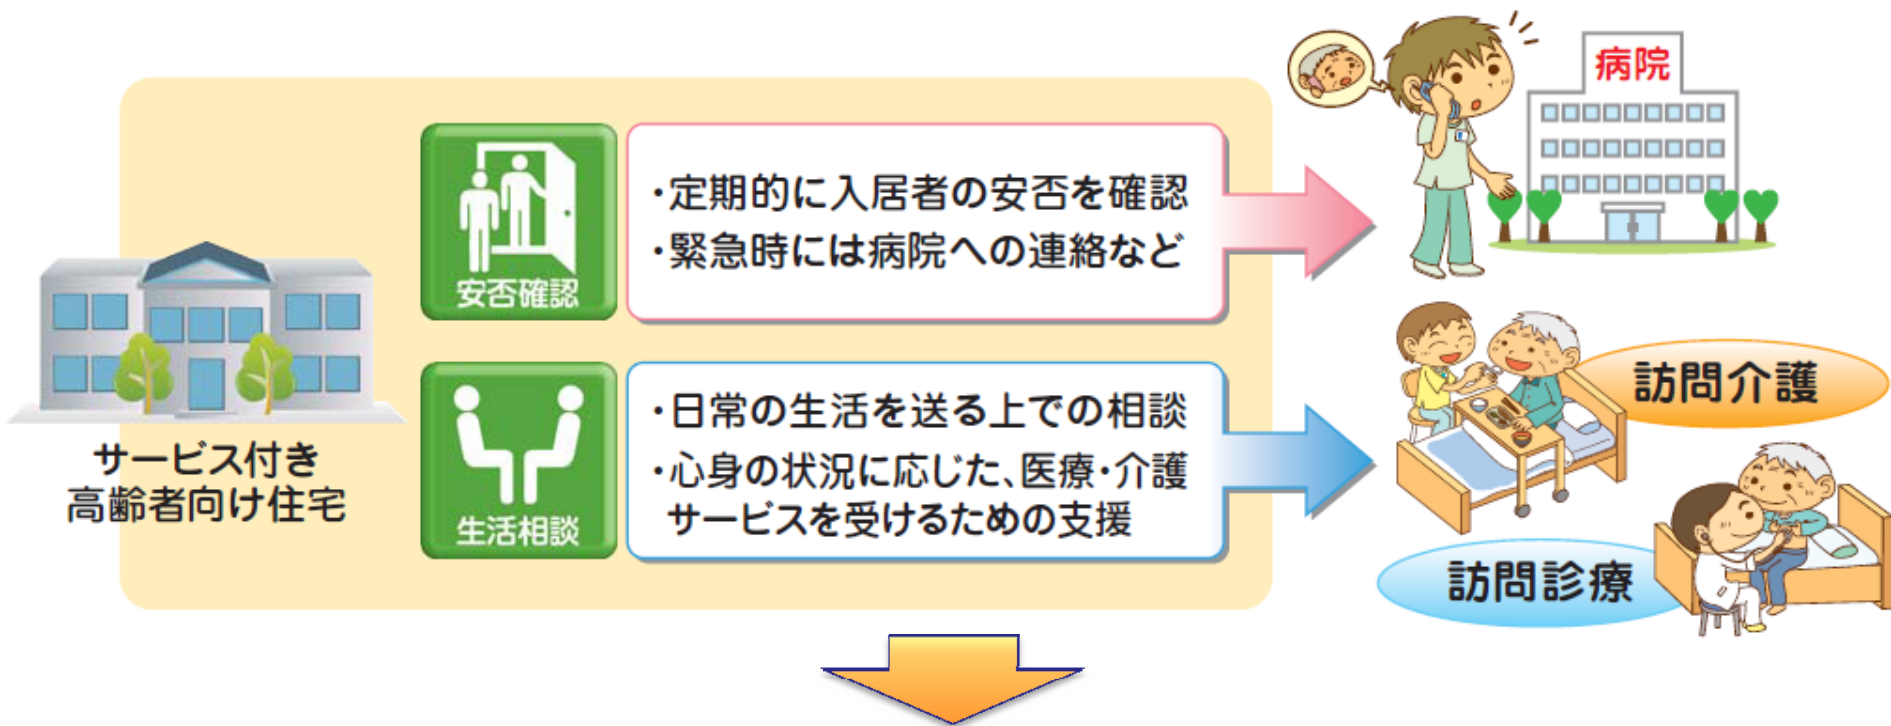 サービス付き
高齢者向け住宅
安否確認
・定期的に入居者の安否を確認
・緊急時には病院への連絡など
病院
生活相談
・日常の生活を送る上での相談
・心身の状況に応じた、医療・介護
サービスを受けるための支援
訪問介護
訪問診療